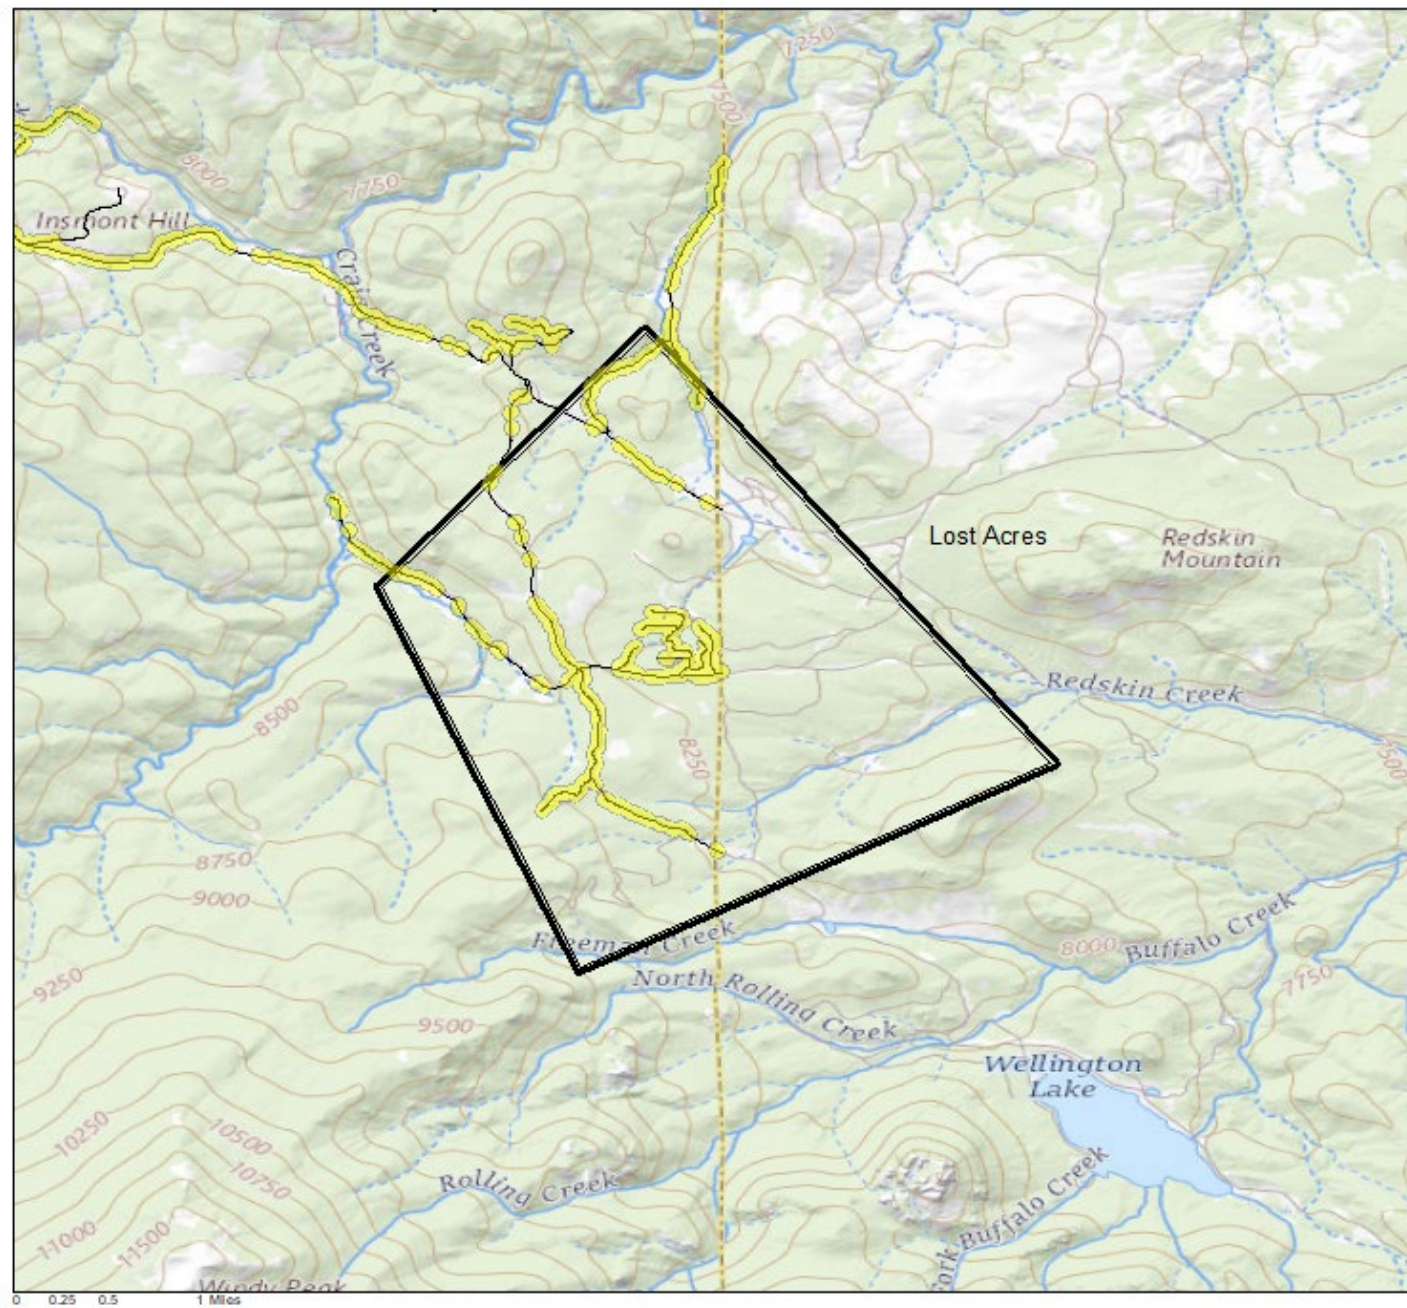 7250
7500
8000
7750
Insmont Hill
Craig Creek
Lost Acres
Redskin
Mountain
Redskin Creek
8500
8250
7500
8750
9000
Freeman Creek
8000
Buffalo Creek
9250
North Rolling Creek
7750
9500
Wellington
Lake
10250
10500
10750
Rolling Creek
Buffalo Creek
11000
11500
Windy Peak
0 0.25 0.5 1 Miles